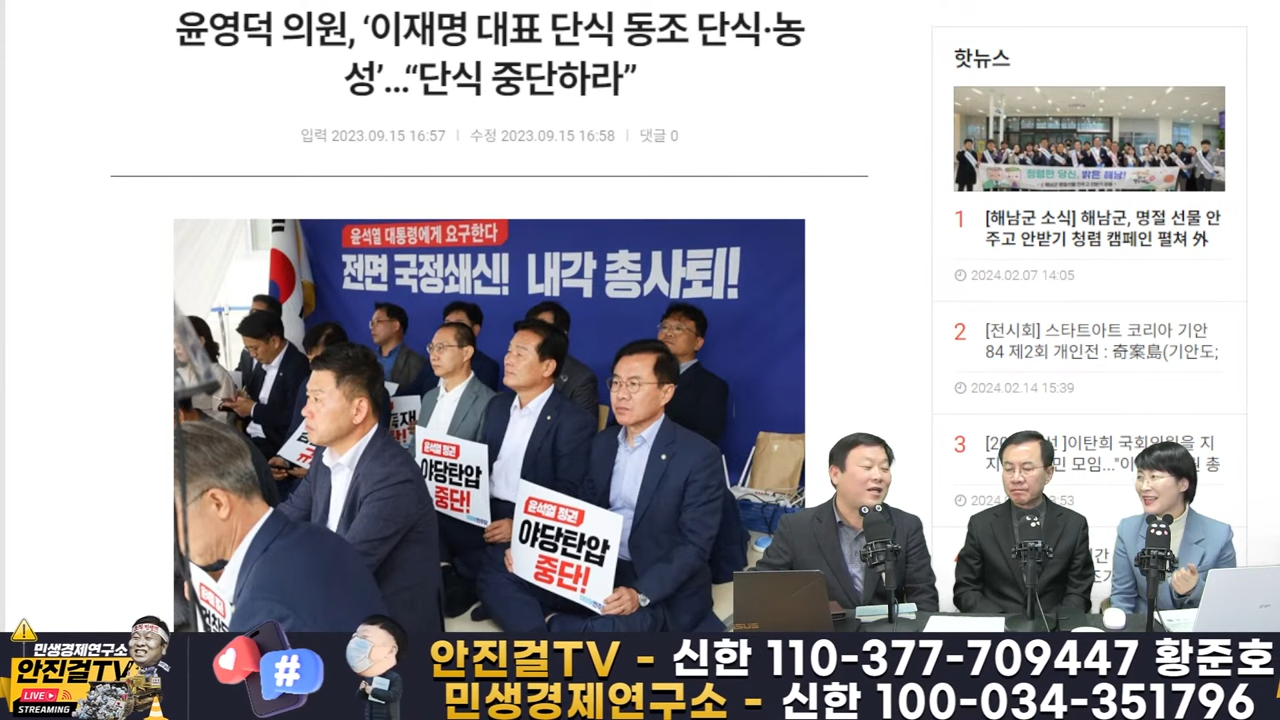 윤영덕 의원, ‘이재명 대표 단식 동조 단식·농
성’…“단식 중단하라”
입력 2023.09.15 16:57 | 수정 2023.09.15 16:58 | 댓글 0
윤석열 대통령에게 요구한다
전면 국정쇄신! 내각 총사퇴!
윤석열 정권
야당탄압
중단!
윤석열 정권
야당탄압
중단!
핫뉴스
청렴한 당신, 밝은 해남!
1 [해남군 소식] 해남군, 명절 선물 안
주고 안받기 청렴 캠페인 펼쳐 外
2024.02.07 14:05
2 [전시회] 스타트아트 코리아 기안
84 제2회 개인전 : 奇案島(기안도;
2024.02.14 15:39
3 이탄희 국회의원을 지
모임..."이
ASUS
민생경제연구소
안진걸TV
LIVE
STREAMING
#
안진걸TV - 신한 110-377-709447 황준호
민생경제연구소 - 신한 100-034-351796